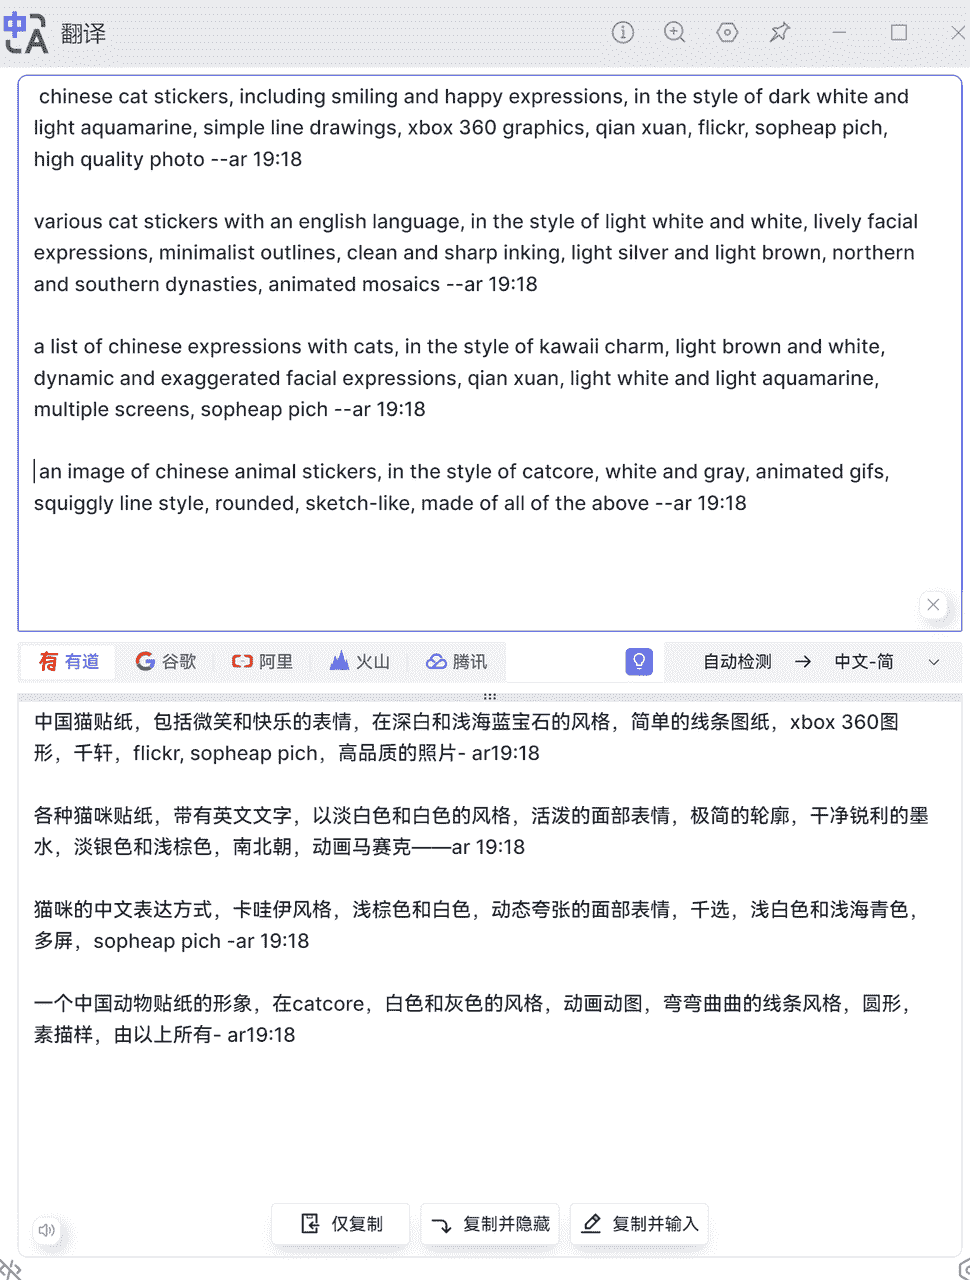 中A 翻译
chinese cat stickers, including smiling and happy expressions, in the style of dark white and
light aquamarine, simple line drawings, xbox 360 graphics, qian xuan, flickr, sopheap pich,
high quality photo --ar 19:18
various cat stickers with an english language, in the style of light white and white, lively facial
expressions, minimalist outlines, clean and sharp inking, light silver and light brown, northern
and southern dynasties, animated mosaics --ar 19:18
a list of chinese expressions with cats, in the style of kawaii charm, light brown and white,
dynamic and exaggerated facial expressions, qian xuan, light white and light aquamarine,
multiple screens, sopheap pich --ar 19:18
an image of chinese animal stickers, in the style of catcore, white and gray, animated gifs,
squiggly line style, rounded, sketch-like, made of all of the above --ar 19:18
有 有道 G 谷歌 阿里 火山 腾讯 自动检测 → 中文-简
中国猫贴纸，包括微笑和快乐的表情，在深白和浅海蓝宝石的风格，简单的线条图纸，xbox 360图
形，千轩，flickr, sopheap pich，高品质的照片- ar19:18
各种猫咪贴纸，带有英文文字，以淡白色和白色的风格，活泼的面部表情，极简的轮廓，干净锐利的墨
水，淡银色和浅棕色，南北朝，动画马赛克——ar 19:18
猫咪的中文表达方式，卡哇伊风格，浅棕色和白色，动态夸张的面部表情，千选，浅白色和浅海青色，
多屏，sopheap pich -ar 19:18
一个中国动物贴纸的形象，在catcore，白色和灰色的风格，动画动图，弯弯曲曲的线条风格，圆形，
素描样，由以上所有- ar19:18
仅复制 复制并隐藏 复制并输入